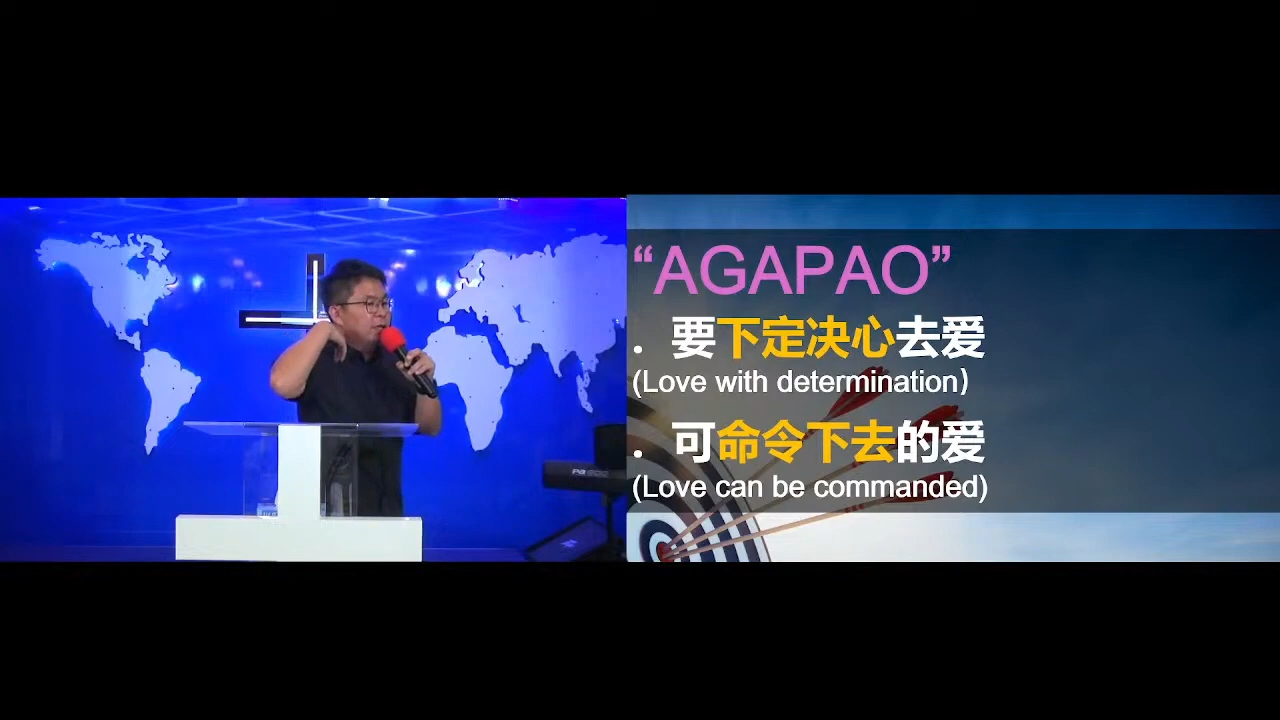 “AGAPAO”
. 要下定决心去爱
(Love with determination)
. 可命令下去的爱
(Love can be commanded)